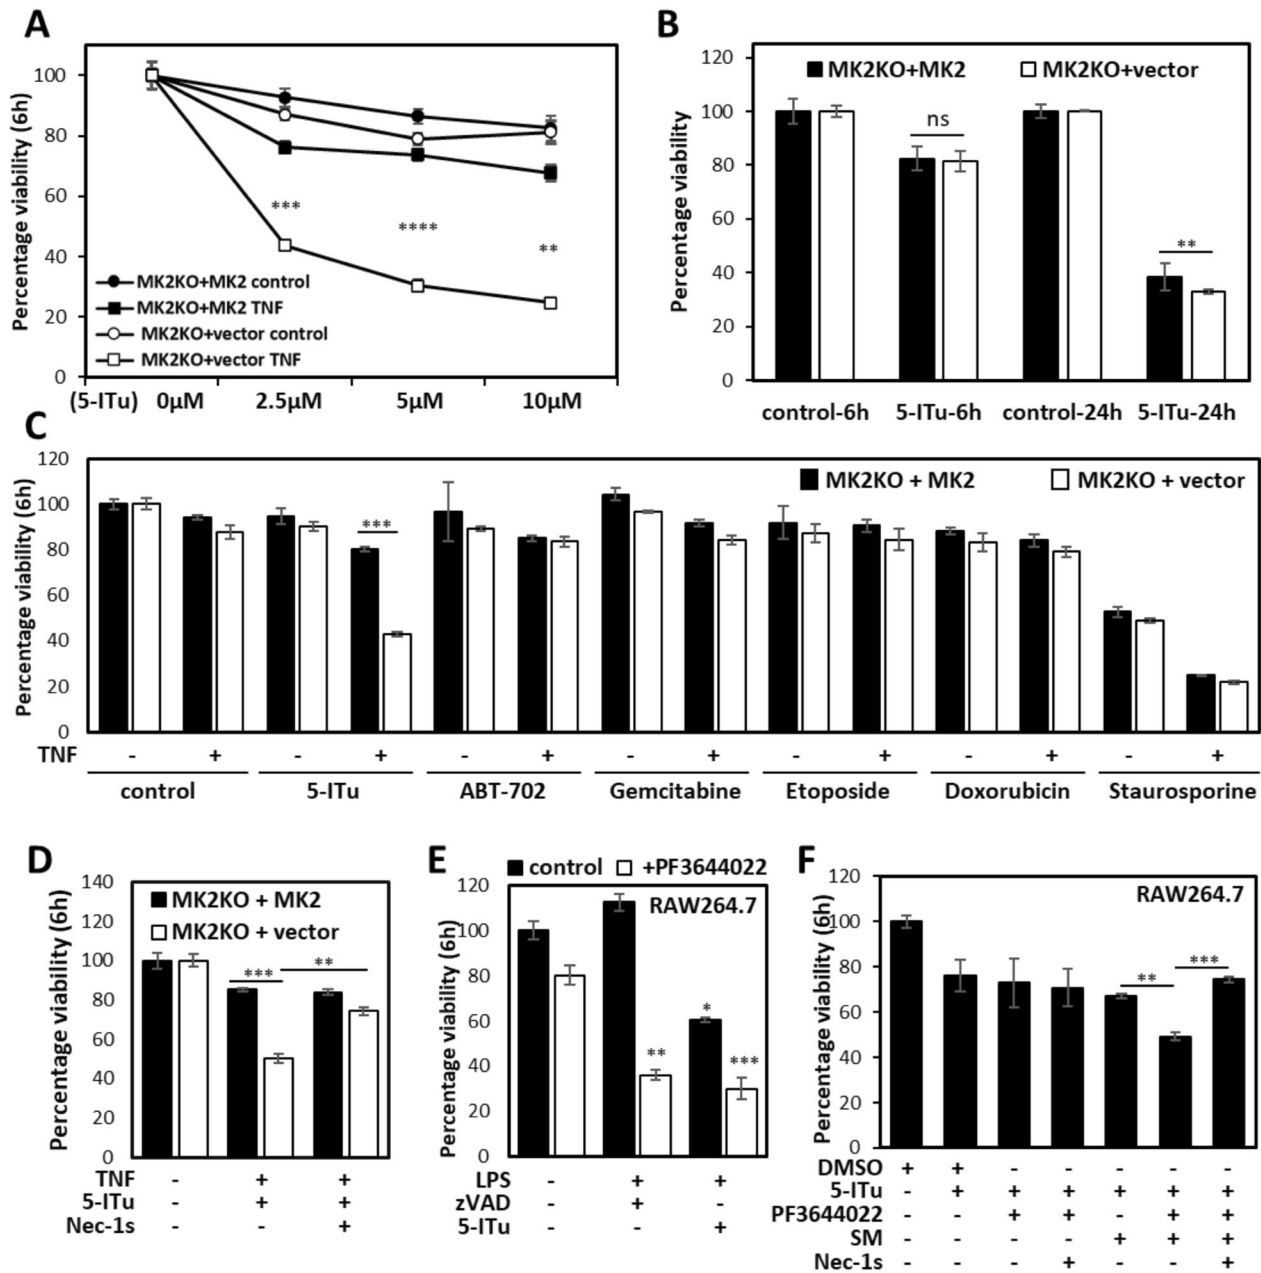 A
Percentage viability (6h)
100
80
60
40
20
0
***
****
**
MK2KO+MK2 control
MK2KO+MK2 TNF
MK2KO+vector control
MK2KO+vector TNF
(5-ITu) 0µM 2.5µM 5µM 10µM
B
Percentage viability
120
100
80
60
40
20
0
MK2KO+MK2 MK2KO+vector
ns
**
control-6h 5-ITu-6h control-24h 5-ITu-24h
C
Percentage viability (6h)
120
100
80
60
40
20
0
MK2KO + MK2 MK2KO + vector
***
TNF - + - + - + - + - + - + - +
control 5-ITu ABT-702 Gemcitabine Etoposide Doxorubicin Staurosporine
D
Percentage viability (6h)
140
120
100
80
60
40
20
0
MK2KO + MK2
MK2KO + vector
*** **
TNF - + +
5-ITu - + +
Nec-1s - - +
E
control +PF3644022
Percentage viability (6h)
120
100
80
60
40
20
0
RAW264.7
**
*
***
LPS - + +
zVAD - + -
5-ITu - - +
F
Percentage viability (6h)
120
100
80
60
40
20
0
RAW264.7
** ***
DMSO + + - - - - -
5-ITu - + + + + + +
PF3644022 - - + + - + +
SM - - - - + + +
Nec-1s - - - + - - +